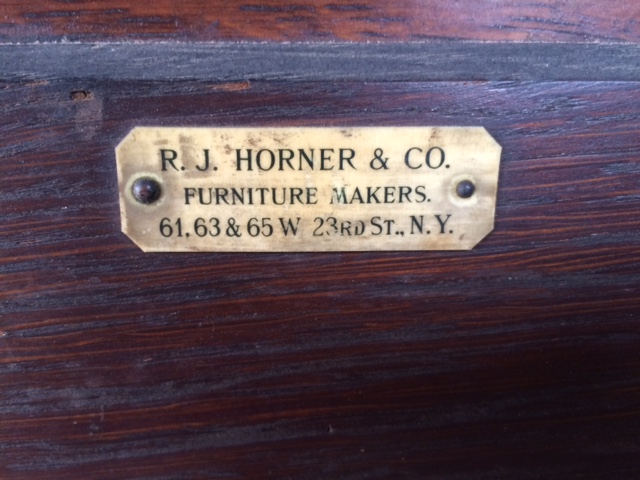 R. J. HORNER & CO.
FURNITURE MAKERS.
61, 63 & 65 W 23RD ST., N. Y.